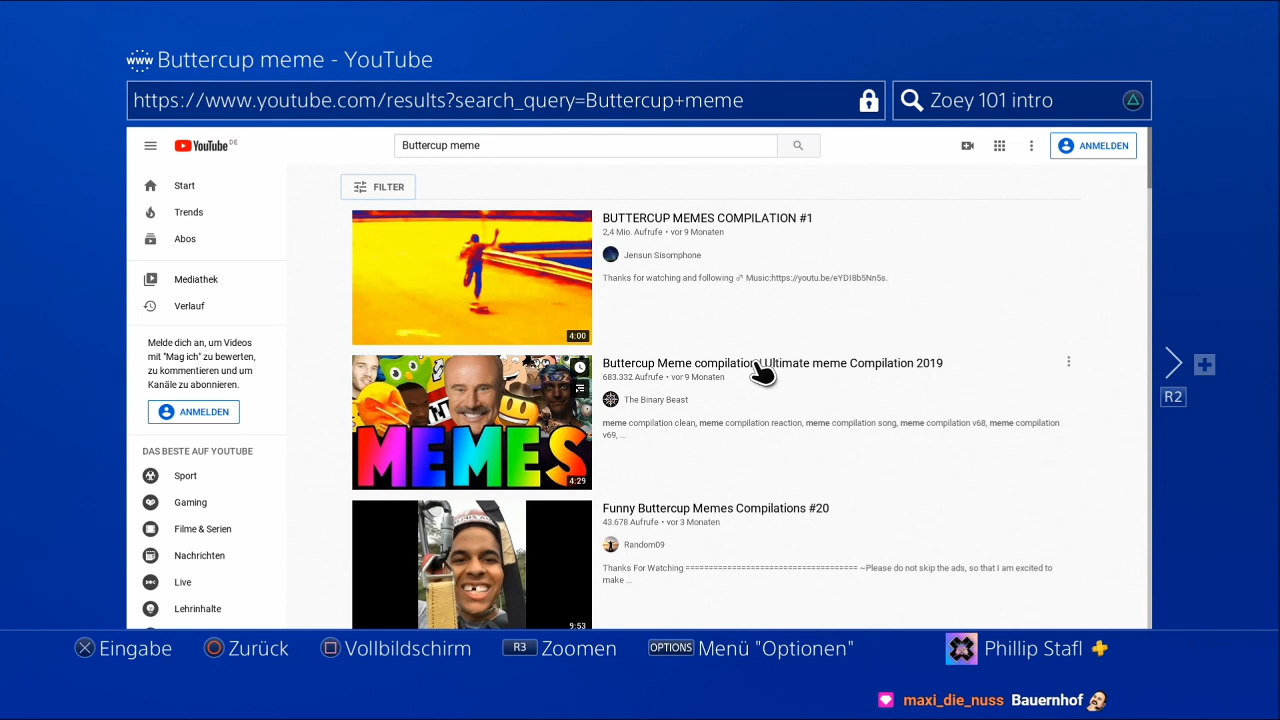 www Buttercup meme - YouTube
https://www.youtube.com/results?search_query=Buttercup+meme
Zoey 101 intro
YouTube DE
Buttercup meme
ANMELDEN
Start
Trends
Abos
Mediathek
Verlauf
Melde dich an, um Videos
mit "Mag ich" zu bewerten,
zu kommentieren und um
Kanäle zu abonnieren.
ANMELDEN
DAS BESTE AUF YOUTUBE
Sport
Gaming
Filme & Serien
Nachrichten
Live
Lehrinhalte
FILTER
4:00
BUTTERCUP MEMES COMPILATION #1
2,4 Mio. Aufrufe • vor 9 Monaten
Jensun Sisomphone
Thanks for watching and following
MEMES
4:29
Buttercup Meme compilation Ultimate meme Compilation 2019
683.332 Aufrufe • vor 9 Monaten
The Binary Beast
meme compilation clean, meme compilation reaction, meme compilation song, meme compilation v68, meme compilation
v69, ...
9:53
Funny Buttercup Memes Compilations #20
43.678 Aufrufe • vor 3 Monaten
Random09
Thanks For Watching =================================== ~Please do not skip the ads, so that I am excited to
make ...
R2
Eingabe
Zurück
Vollbildschirm
R3 Zoomen
OPTIONS Menü "Optionen"
Phillip Stafl
maxi_die_nuss Bauernhof